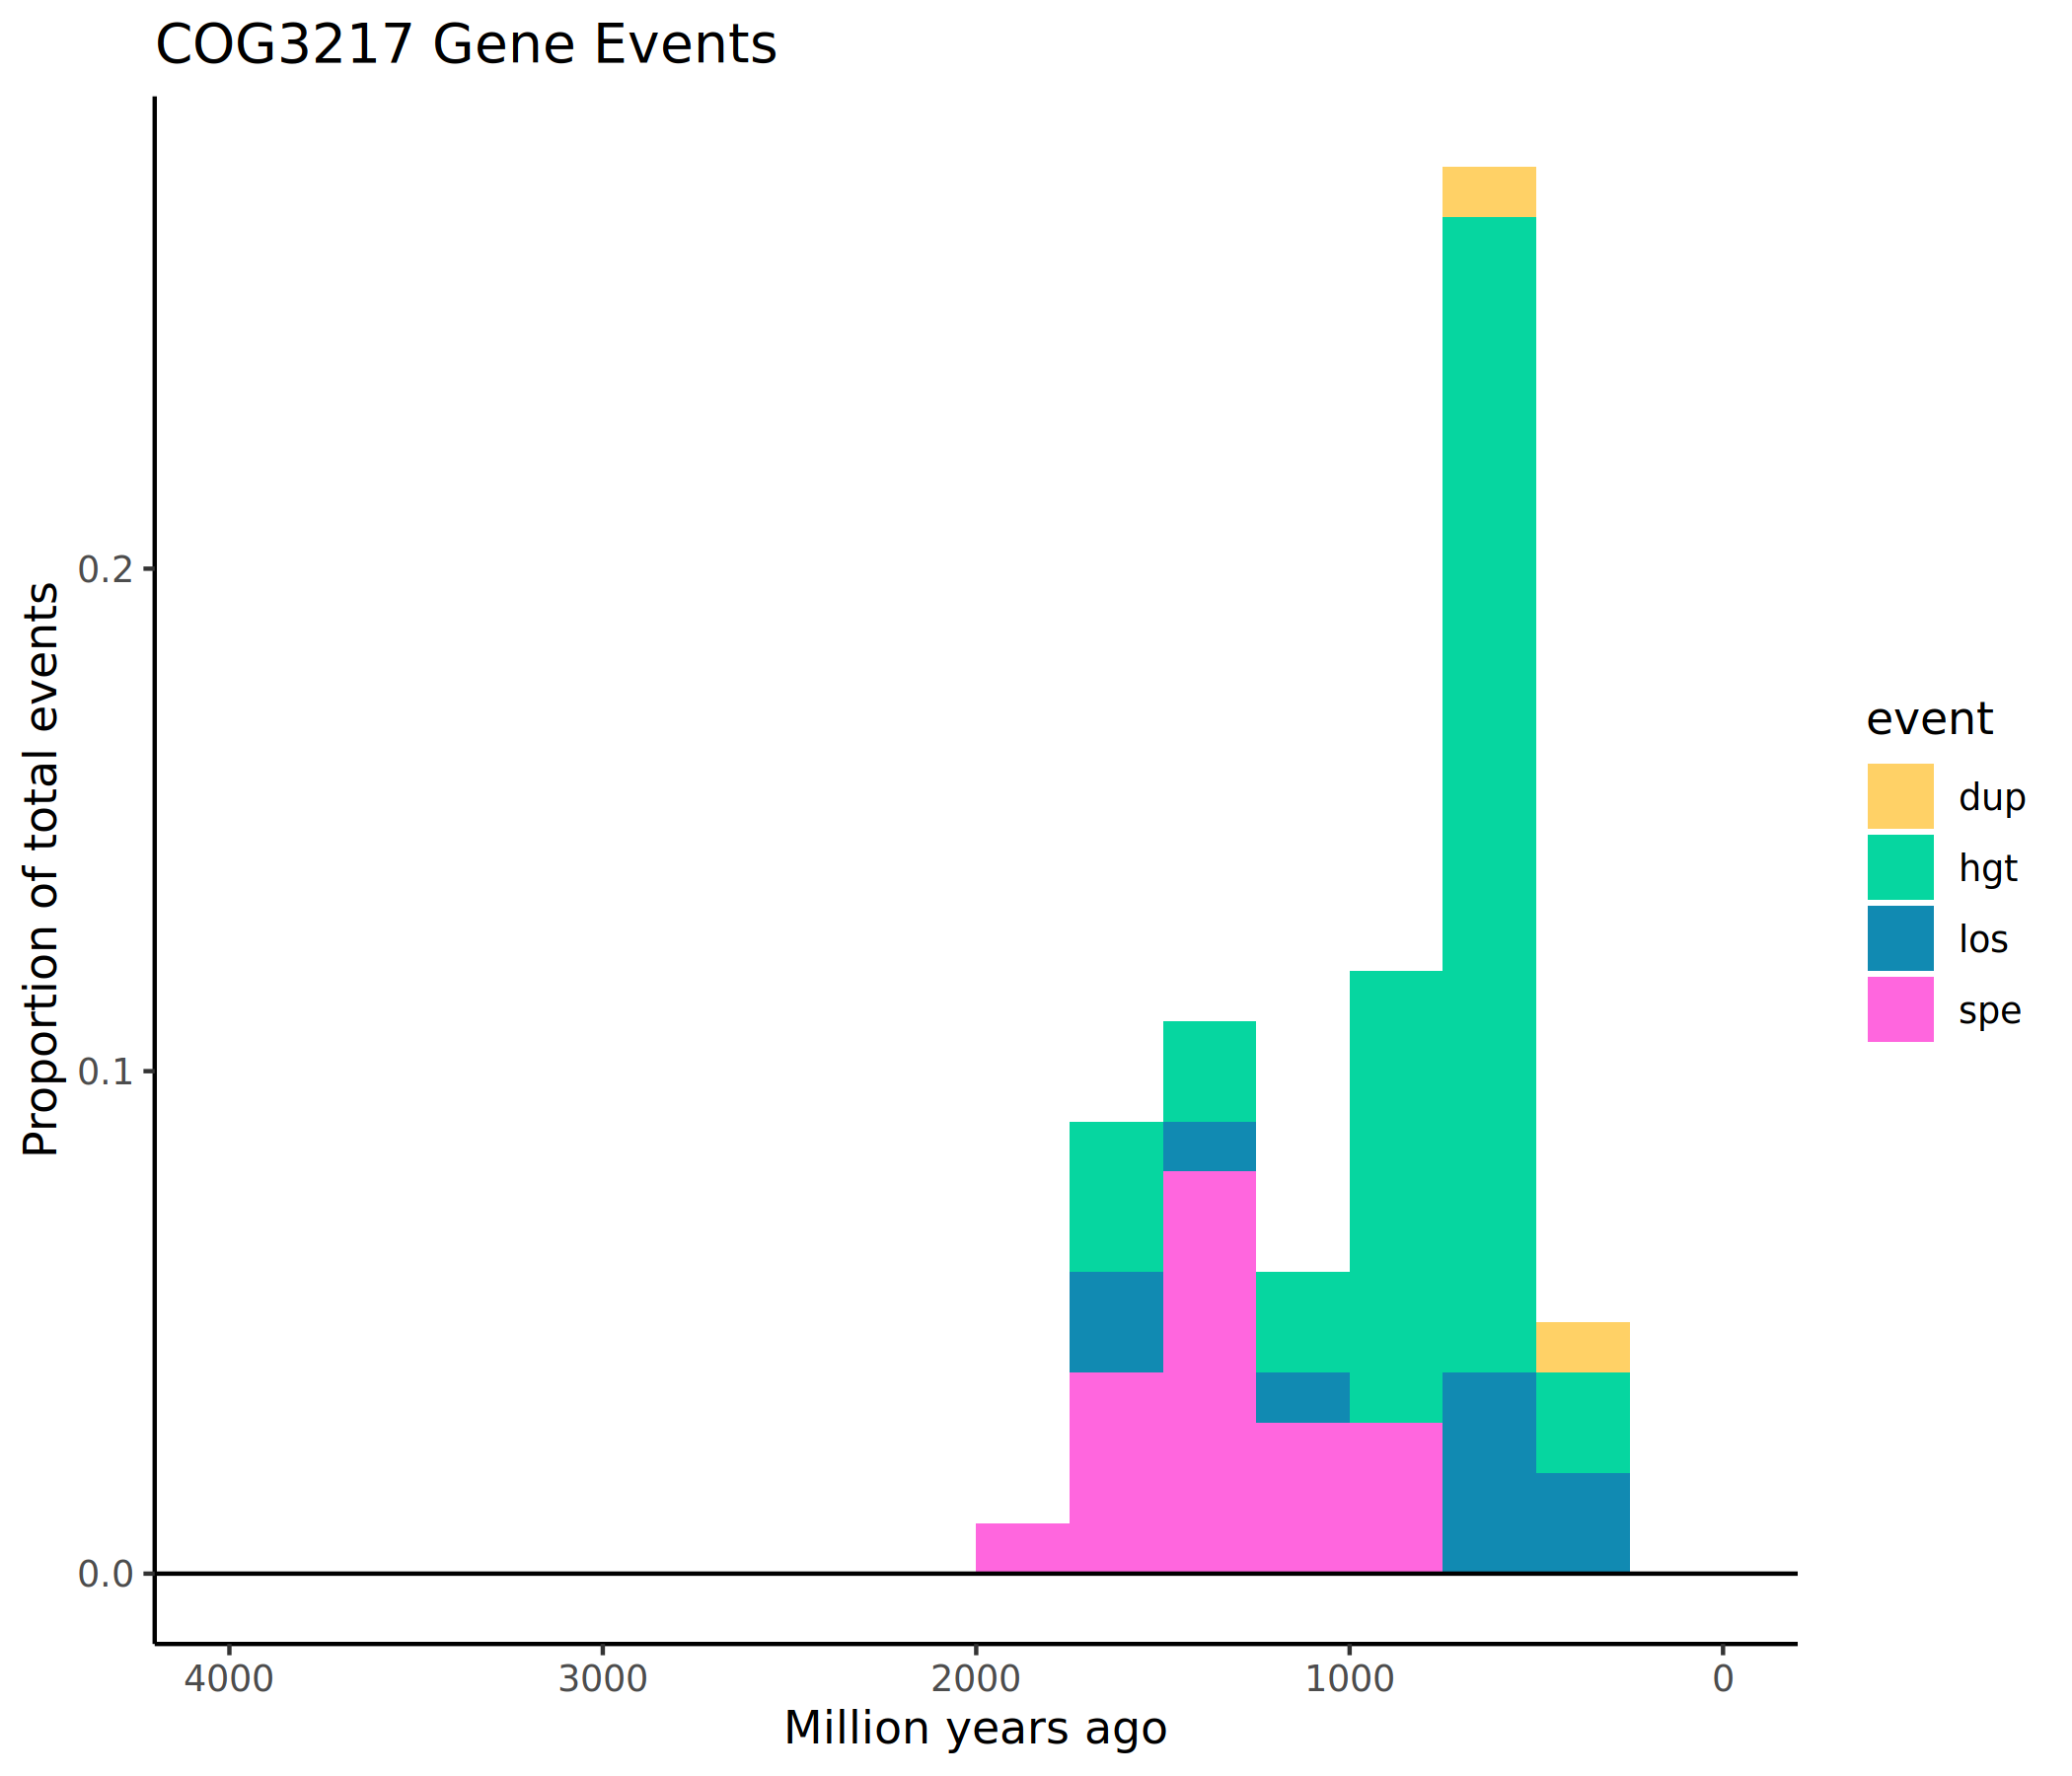 COG3217 Gene Events
Proportion of total events
0.2
0.1
0.0
4000 3000 2000 1000 0
Million years ago
event
dup
hgt
los
spe